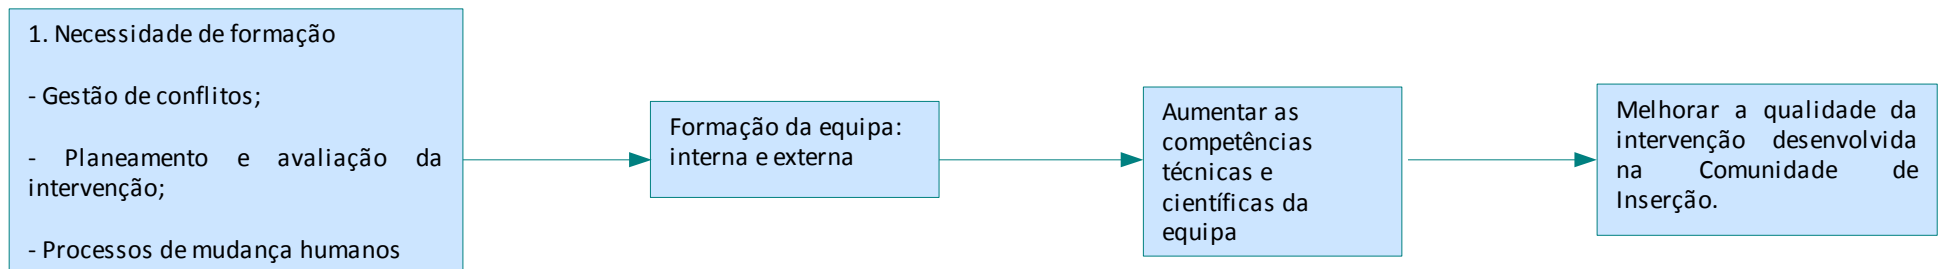 1. Necessidade de formação
- Gestão de conflitos;
- Planeamento e avaliação da
intervenção;
- Processos de mudança humanos
Formação da equipa:
interna e externa
Aumentar as
competências
técnicas e
científicas da
equipa
Melhorar a qualidade da
intervenção desenvolvida
na Comunidade de
Inserção.